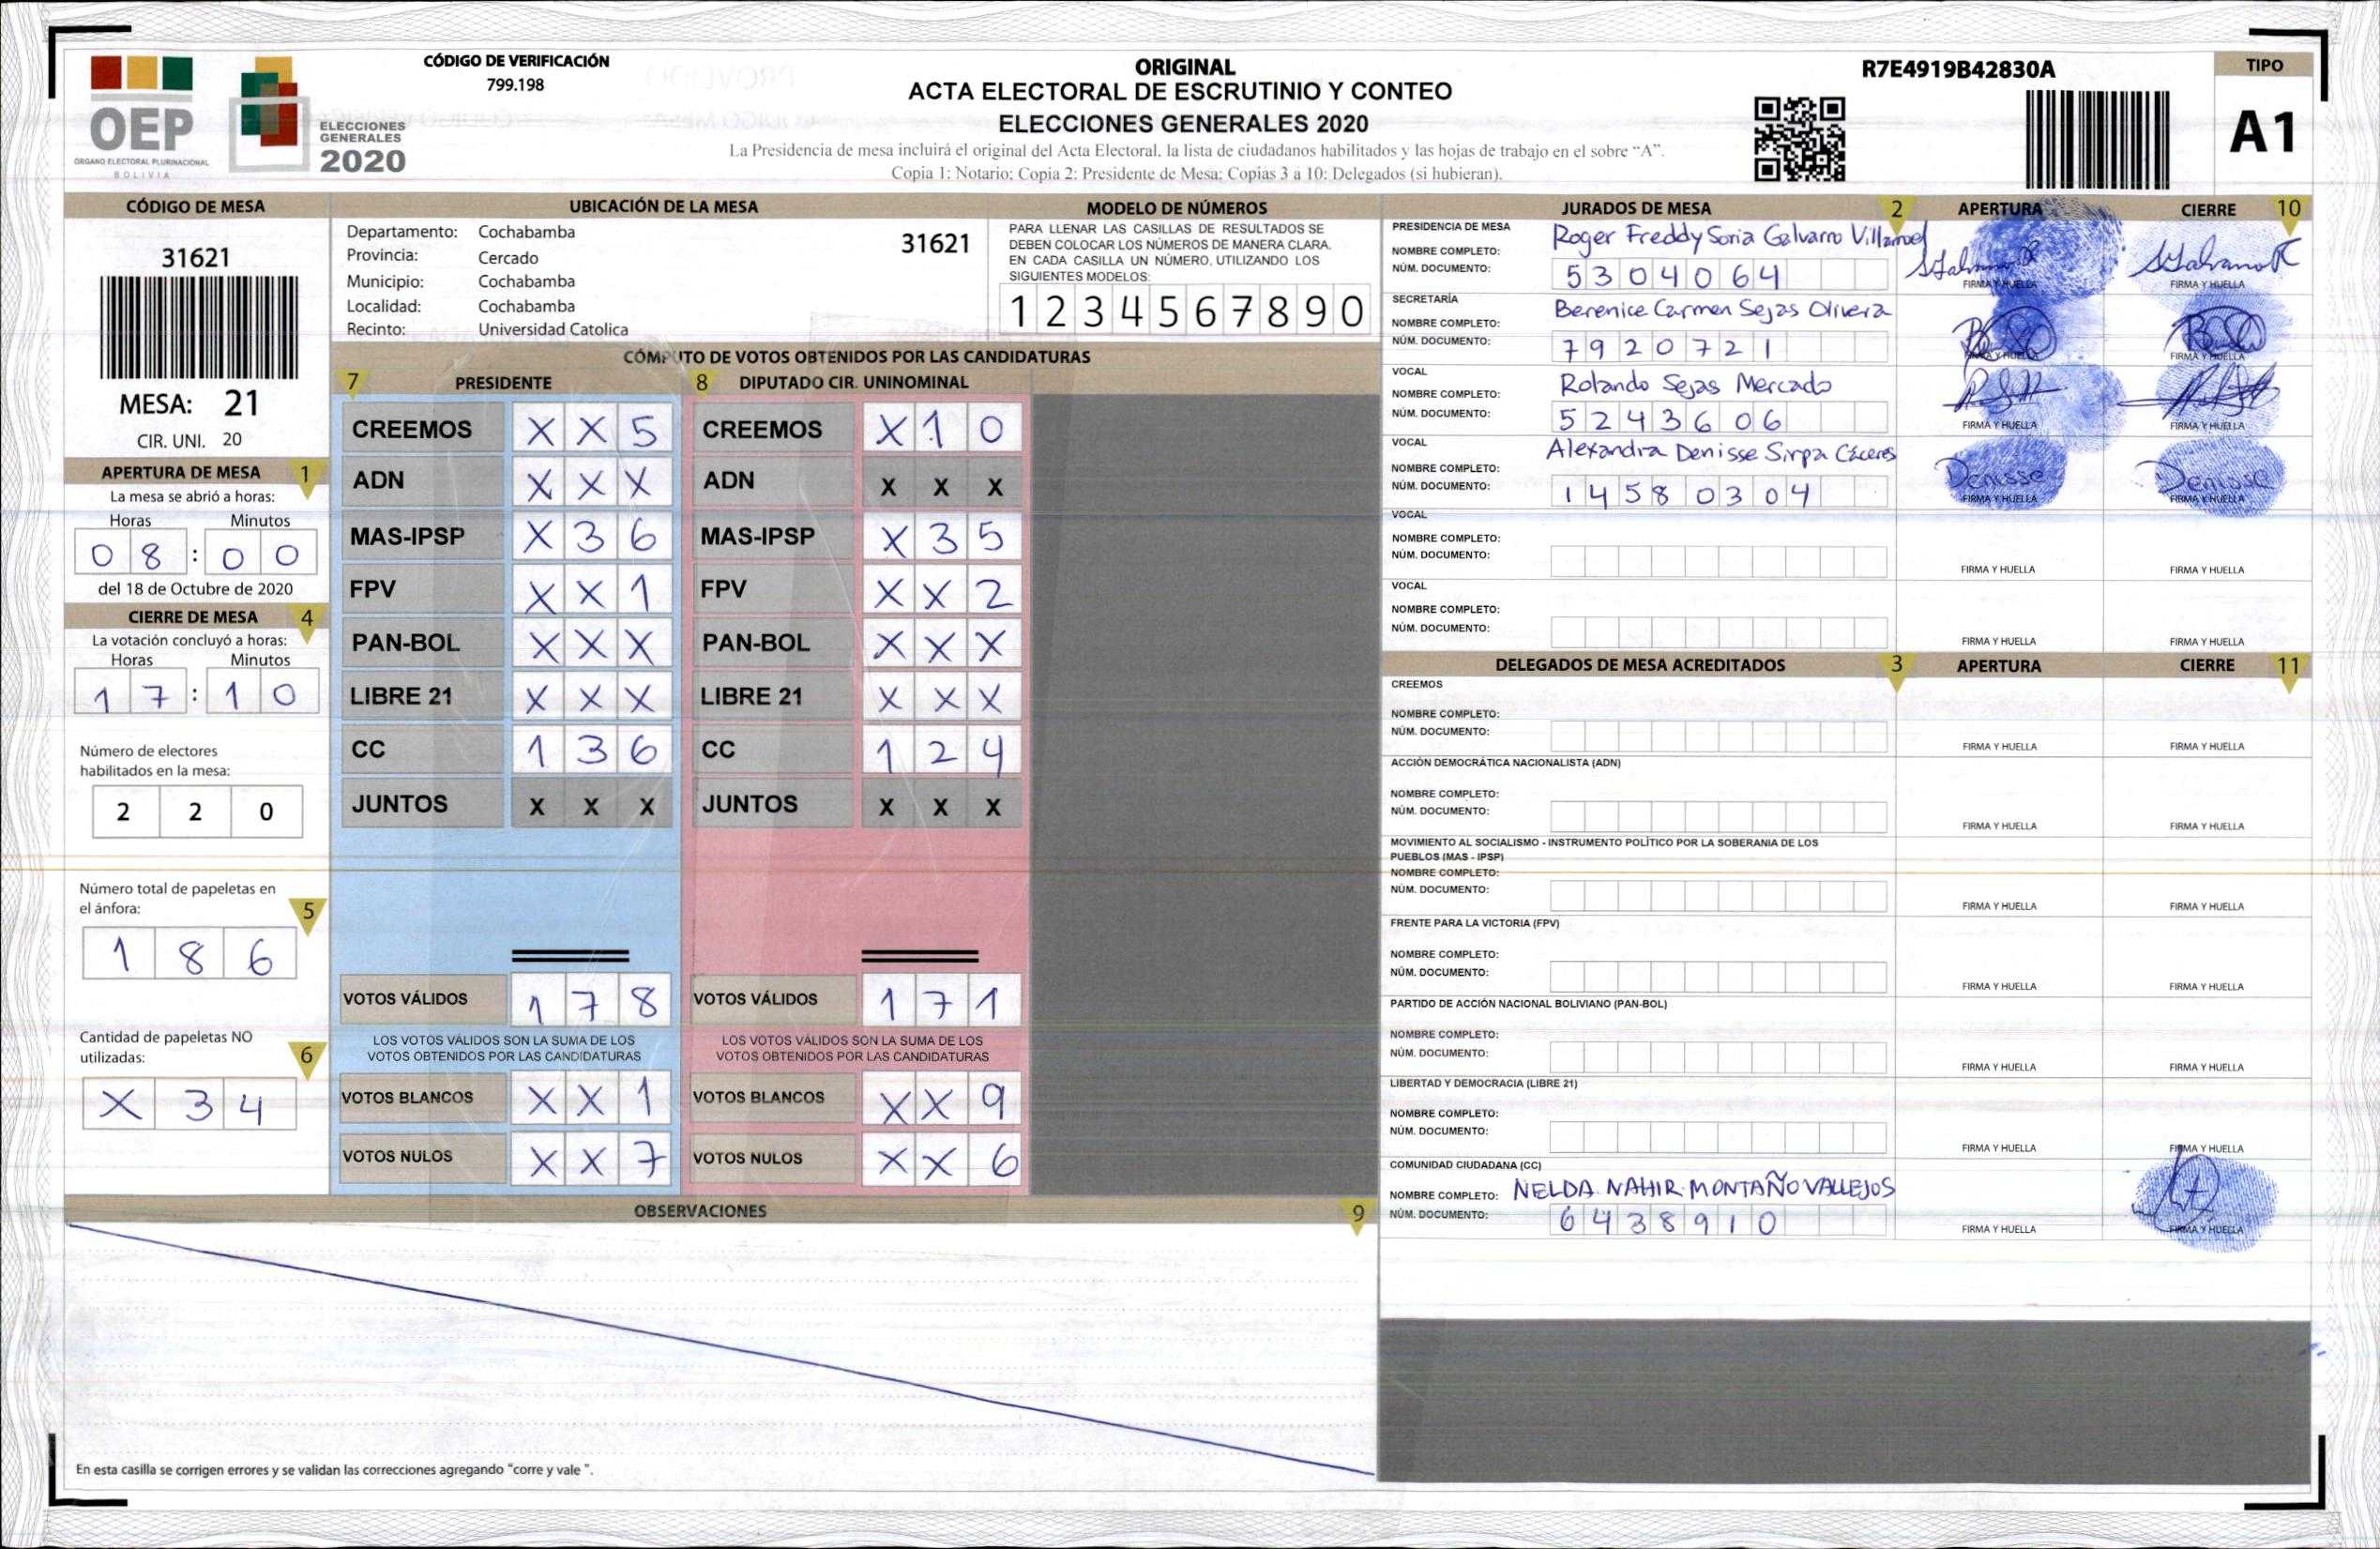 OEP
ÓRGANO ELECTORAL PLURINACIONAL
BOLIVIA
ELECCIONES
GENERALES
2020
CÓDIGO DE VERIFICACIÓN
799.198
ORIGINAL
ACTA ELECTORAL DE ESCRUTINIO Y CONTEO
ELECCIONES GENERALES 2020
La Presidencia de mesa incluirá el original del Acta Electoral, la lista de ciudadanos habilitados y las hojas de trabajo en el sobre “A”.
Copia 1: Notario; Copia 2: Presidente de Mesa; Copias 3 a 10: Delegados (si hubieran).
R7E4919B42830A
TIPO
A1
CÓDIGO DE MESA
31621
MESA: 21
CIR. UNI. 20
APERTURA DE MESA 1
La mesa se abrió a horas:
Horas Minutos
0 8 : 0 0
del 18 de Octubre de 2020
CIERRE DE MESA 4
La votación concluyó a horas:
Horas Minutos
1 7 : 1 0
Número de electores
habilitados en la mesa:
2 2 0
Número total de papeletas en
el ánfora: 5
1 8 6
Cantidad de papeletas NO
utilizadas: 6
X 3 4
UBICACIÓN DE LA MESA
Departamento: Cochabamba 31621
Provincia: Cercado
Municipio: Cochabamba
Localidad: Cochabamba
Recinto: Universidad Catolica
MODELO DE NÚMEROS
PARA LLENAR LAS CASILLAS DE RESULTADOS SE
DEBEN COLOCAR LOS NÚMEROS DE MANERA CLARA.
EN CADA CASILLA UN NÚMERO, UTILIZANDO LOS
SIGUIENTES MODELOS:
1 2 3 4 5 6 7 8 9 0
CÓMPUTO DE VOTOS OBTENIDOS POR LAS CANDIDATURAS
7 PRESIDENTE 8 DIPUTADO CIR. UNINOMINAL
CREEMOS X X 5 CREEMOS X 1 0
ADN X X X ADN X X X
MAS-IPSP X 3 6 MAS-IPSP X 3 5
FPV X X 1 FPV X X 2
PAN-BOL X X X PAN-BOL X X X
LIBRE 21 X X X LIBRE 21 X X X
CC 1 3 6 CC 1 2 4
JUNTOS X X X JUNTOS X X X
VOTOS VÁLIDOS 1 7 8 VOTOS VÁLIDOS 1 7 1
LOS VOTOS VÁLIDOS SON LA SUMA DE LOS LOS VOTOS VÁLIDOS SON LA SUMA DE LOS
VOTOS OBTENIDOS POR LAS CANDIDATURAS VOTOS OBTENIDOS POR LAS CANDIDATURAS
VOTOS BLANCOS X X 1 VOTOS BLANCOS X X 9
VOTOS NULOS X X 7 VOTOS NULOS X X 6
OBSERVACIONES 9
En esta casilla se corrigen errores y se validan las correcciones agregando “corre y vale ”.
JURADOS DE MESA 2 APERTURA CIERRE 10
PRESIDENCIA DE MESA
NOMBRE COMPLETO: Roger Freddy Soria Galvarro Villarroel
NÚM. DOCUMENTO: 5 3 0 4 0 6 4
FIRMA Y HUELLA FIRMA Y HUELLA
SECRETARÍA
NOMBRE COMPLETO: Berenice Carmen Sejas Olivera
NÚM. DOCUMENTO: 7 9 2 0 7 2 1
FIRMA Y HUELLA FIRMA Y HUELLA
VOCAL
NOMBRE COMPLETO: Rolando Sejas Mercado
NÚM. DOCUMENTO: 5 2 4 3 6 0 6
FIRMA Y HUELLA FIRMA Y HUELLA
VOCAL
NOMBRE COMPLETO: Alexandra Denisse Sirpa Cáceres
NÚM. DOCUMENTO: 1 4 5 8 0 3 0 4
Denisse Denisse
FIRMA Y HUELLA FIRMA Y HUELLA
VOCAL
NOMBRE COMPLETO:
NÚM. DOCUMENTO:
FIRMA Y HUELLA FIRMA Y HUELLA
VOCAL
NOMBRE COMPLETO:
NÚM. DOCUMENTO:
FIRMA Y HUELLA FIRMA Y HUELLA
DELEGADOS DE MESA ACREDITADOS 3 APERTURA CIERRE 11
CREEMOS
NOMBRE COMPLETO:
NÚM. DOCUMENTO:
FIRMA Y HUELLA FIRMA Y HUELLA
ACCIÓN DEMOCRÁTICA NACIONALISTA (ADN)
NOMBRE COMPLETO:
NÚM. DOCUMENTO:
FIRMA Y HUELLA FIRMA Y HUELLA
MOVIMIENTO AL SOCIALISMO - INSTRUMENTO POLÍTICO POR LA SOBERANIA DE LOS
PUEBLOS (MAS - IPSP)
NOMBRE COMPLETO:
NÚM. DOCUMENTO:
FIRMA Y HUELLA FIRMA Y HUELLA
FRENTE PARA LA VICTORIA (FPV)
NOMBRE COMPLETO:
NÚM. DOCUMENTO:
FIRMA Y HUELLA FIRMA Y HUELLA
PARTIDO DE ACCIÓN NACIONAL BOLIVIANO (PAN-BOL)
NOMBRE COMPLETO:
NÚM. DOCUMENTO:
FIRMA Y HUELLA FIRMA Y HUELLA
LIBERTAD Y DEMOCRACIA (LIBRE 21)
NOMBRE COMPLETO:
NÚM. DOCUMENTO:
FIRMA Y HUELLA FIRMA Y HUELLA
COMUNIDAD CIUDADANA (CC)
NOMBRE COMPLETO: NELDA NAHIR MONTAÑO VALLEJOS
NÚM. DOCUMENTO: 6 4 3 8 9 1 0
FIRMA Y HUELLA FIRMA Y HUELLA